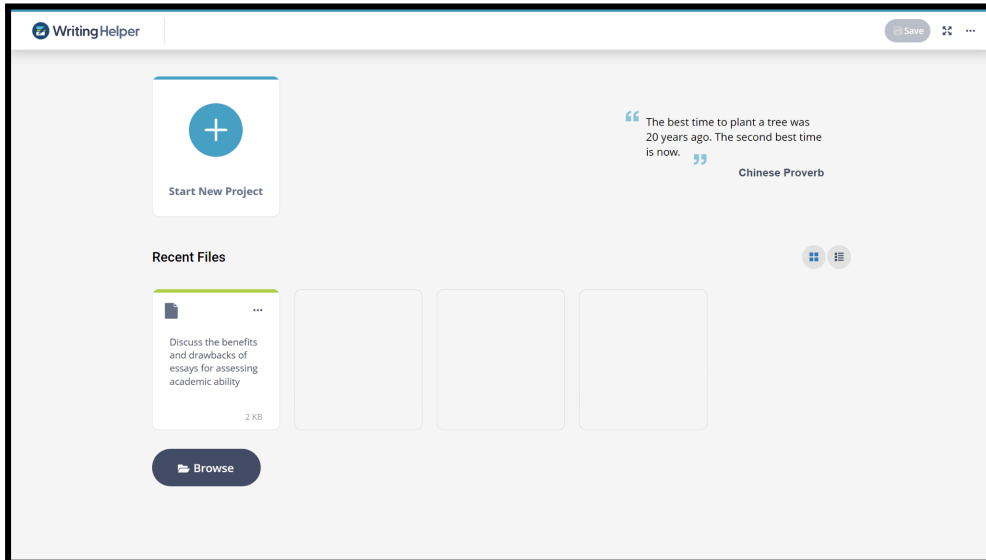 WritingHelper
Save
Start New Project
The best time to plant a tree was
20 years ago. The second best time
is now.
Chinese Proverb
Recent Files
Discuss the benefits
and drawbacks of
essays for assessing
academic ability
2 KB
Browse